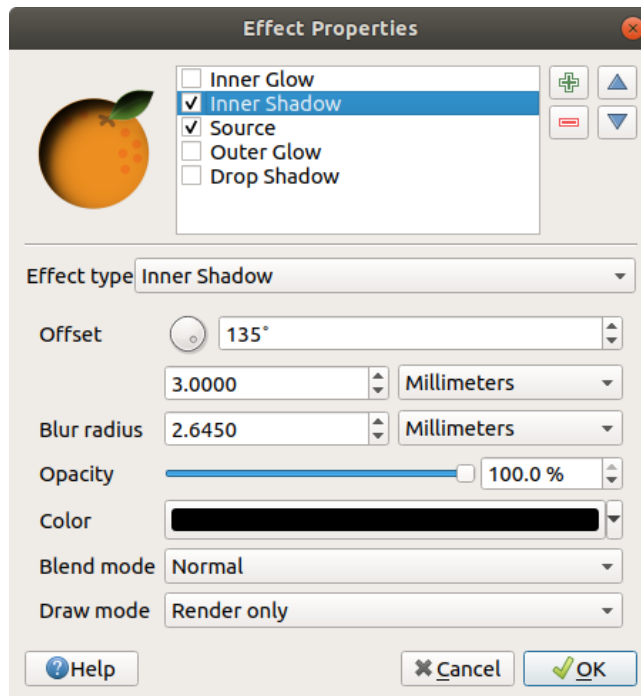 Effect Properties
Inner Glow
Inner Shadow
Source
Outer Glow
Drop Shadow
Effect type Inner Shadow
Offset 135°
3.0000 Millimeters
Blur radius 2.6450 Millimeters
Opacity 100.0 %
Color
Blend mode Normal
Draw mode Render only
?Help Cancel OK